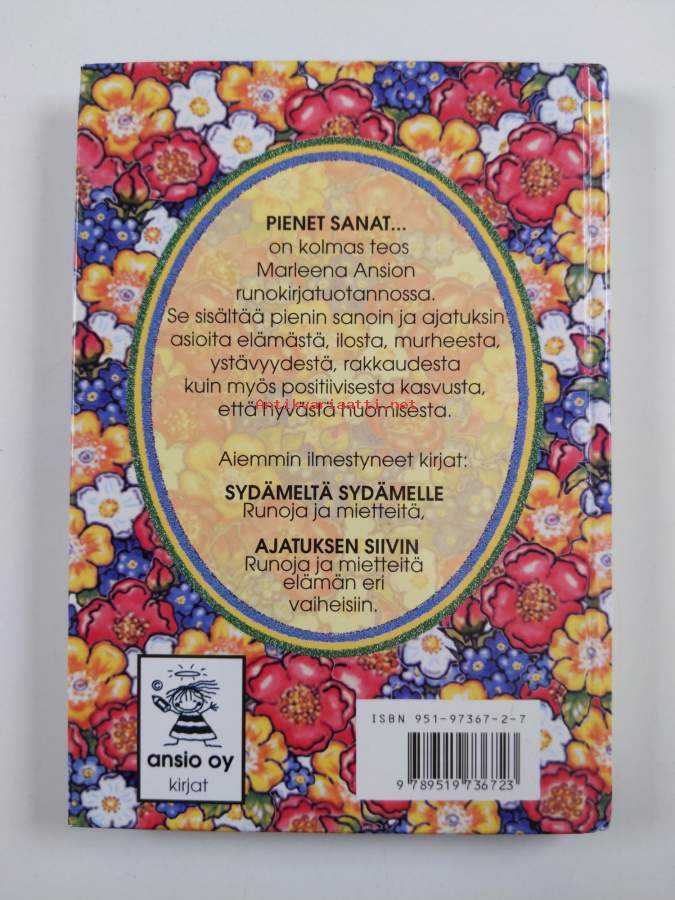 PIENET SANAT...
on kolmas teos
Marleena Ansion
runokirjatuotannossa.
Se sisältää pienin sanoin ja ajatuksin
asioita elämästä, ilosta, murheesta,
ystävyydestä, rakkaudesta
kuin myös positiivisesta kasvusta,
Antikvariaatti.net
että hyvästä huomisesta.
Aiemmin ilmestyneet kirjat:
SYDÄMELTÄ SYDÄMELLE
Runoja ja mietteitä,
AJATUKSEN SIIVIN
Runoja ja mietteitä
elämän eri
vaiheisiin.
©
ansio oy
kirjat
ISBN 951-97367-2-7
9 789519 736723